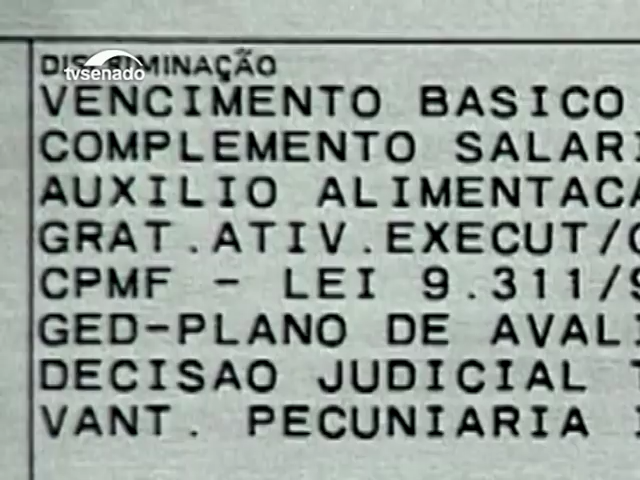 DISCRIMINAÇÃO
tvsenado
VENCIMENTO BASICO
COMPLEMENTO SALARI
AUXILIO ALIMENTACA
GRAT.ATIV.EXECUT/
CPMF - LEI 9.311/9
GED-PLANO DE AVALI
DECISAO JUDICIAL T
VANT. PECUNIARIA I